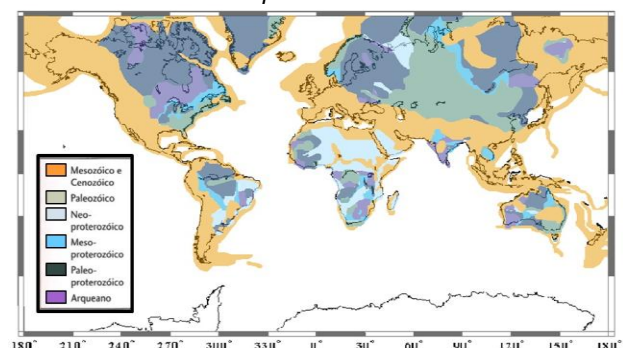 Mesozóico e
Cenozóico
Paleozóico
Neo-
proterozóico
Meso-
proterozóico
Paleo-
proterozóico
Arqueano
180° 210° 240° 270° 330° 0° 30° 60° 90° 120° 150° 180°